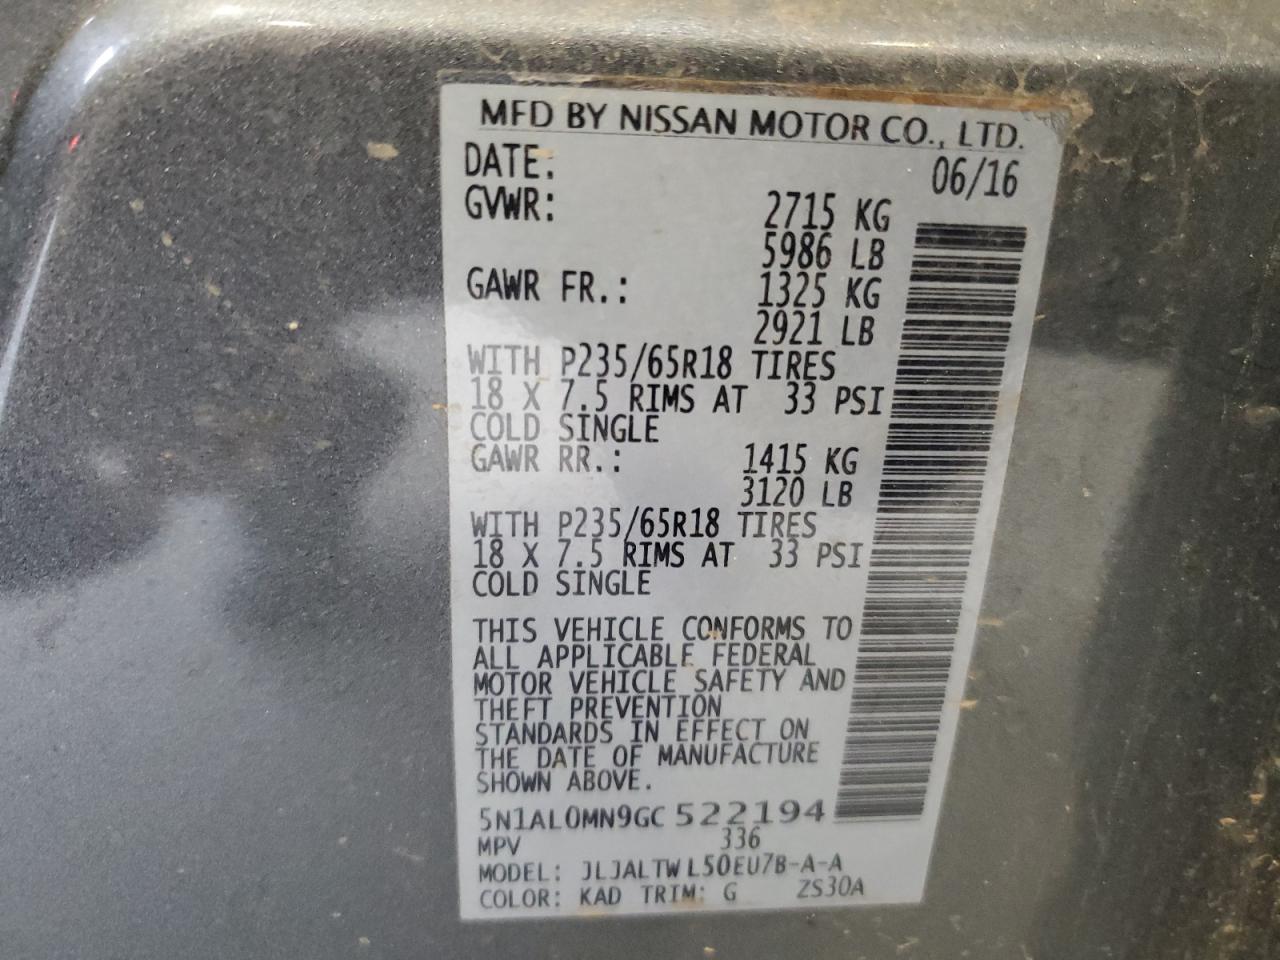 MFD BY NISSAN MOTOR CO., LTD.
DATE: 06/16
GVWR: 2715 KG
5986 LB
GAWR FR.: 1325 KG
2921 LB
WITH P235/65R18 TIRES
18 X 7.5 RIMS AT 33 PSI
COLD SINGLE
GAWR RR.: 1415 KG
3120 LB
WITH P235/65R18 TIRES
18 X 7.5 RIMS AT 33 PSI
COLD SINGLE
THIS VEHICLE CONFORMS TO
ALL APPLICABLE FEDERAL
MOTOR VEHICLE SAFETY AND
THEFT PREVENTION
STANDARDS IN EFFECT ON
THE DATE OF MANUFACTURE
SHOWN ABOVE.
5N1AL0MN9GC522194
MPV 336
MODEL: JLJALTWL50EU7B-A-A
COLOR: KAD TRIM: G ZS30A